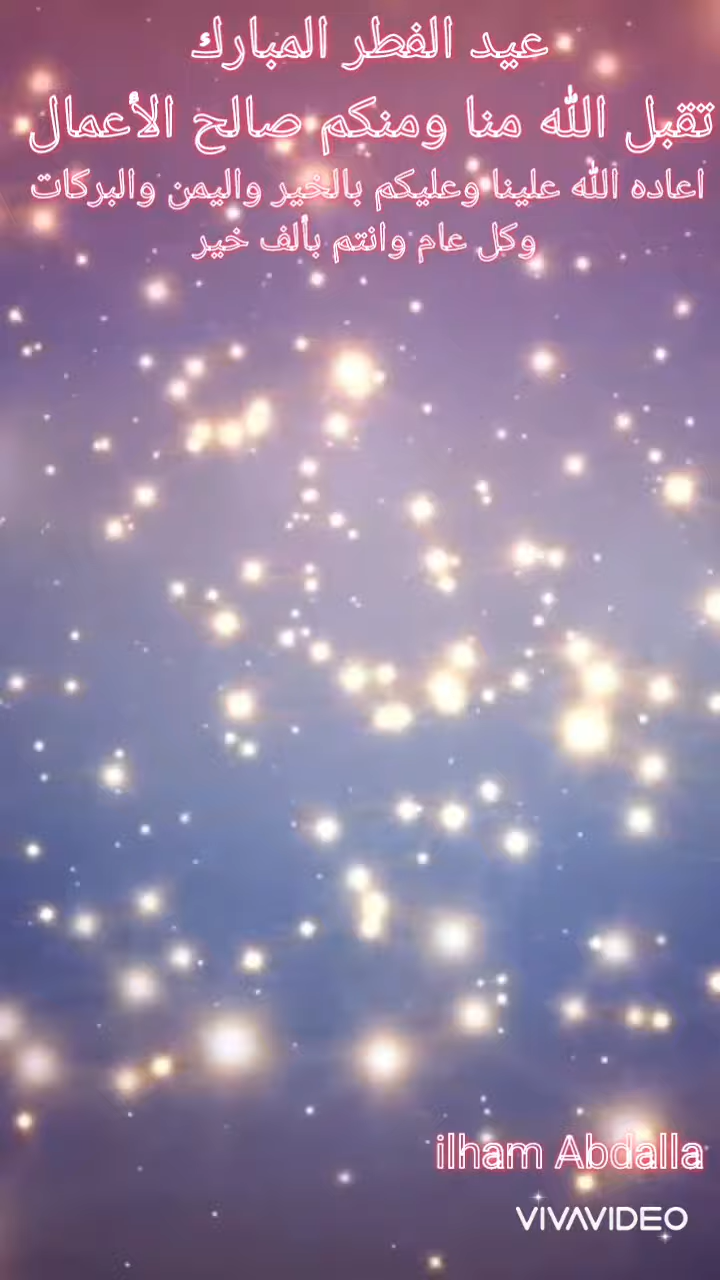 عيد الفطر المبارك
تقبل الله منا ومنكم صالح الأعمال
اعاده الله علينا وعليكم بالخير واليمن والبركات
وكل عام وانتم بألف خير
ilham Abdalla
VIVAVIDEO